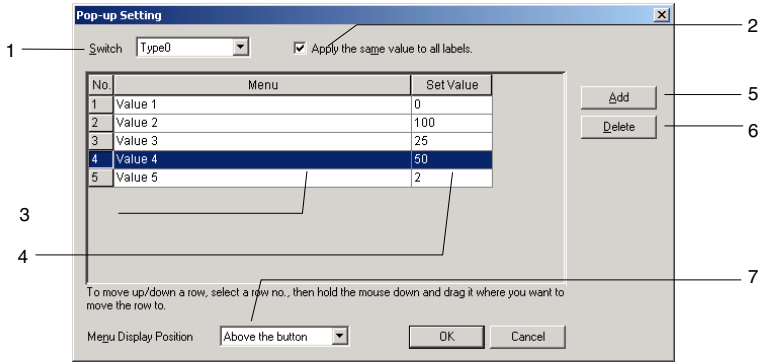 Pop-up Setting
2
1
Switch Type0 Apply the same value to all labels.
No. Menu Set Value
1 Value 1 0
2 Value 2 100
3 Value 3 25
4 Value 4 50
5 Value 5 2
Add 5
Delete 6
3
4
7
To move up/down a row, select a row no., then hold the mouse down and drag it where you want to
move the row to.
Menu Display Position Above the button OK Cancel